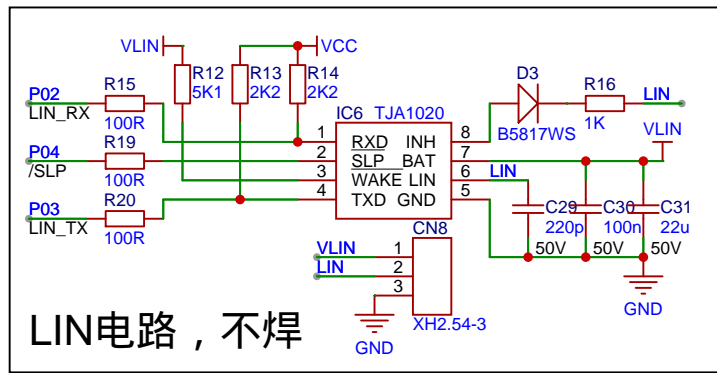 VLIN
VCC
R12
5K1
R13
2K2
R14
2K2
P02
LIN_RX
R15
100R
P04
/SLP
R19
100R
P03
LIN_TX
R20
100R
IC6 TJA1020
1 RXD INH 8
2 SLP BAT 7
3 WAKE LIN 6
4 TXD GND 5
D3
B5817WS
R16
1K
LIN
VLIN
LIN
C29
220p
50V
C30
100n
50V
C31
22u
50V
GND
CN8
VLIN 1
LIN 2
3
XH2.54-3
GND
LIN电路，不焊